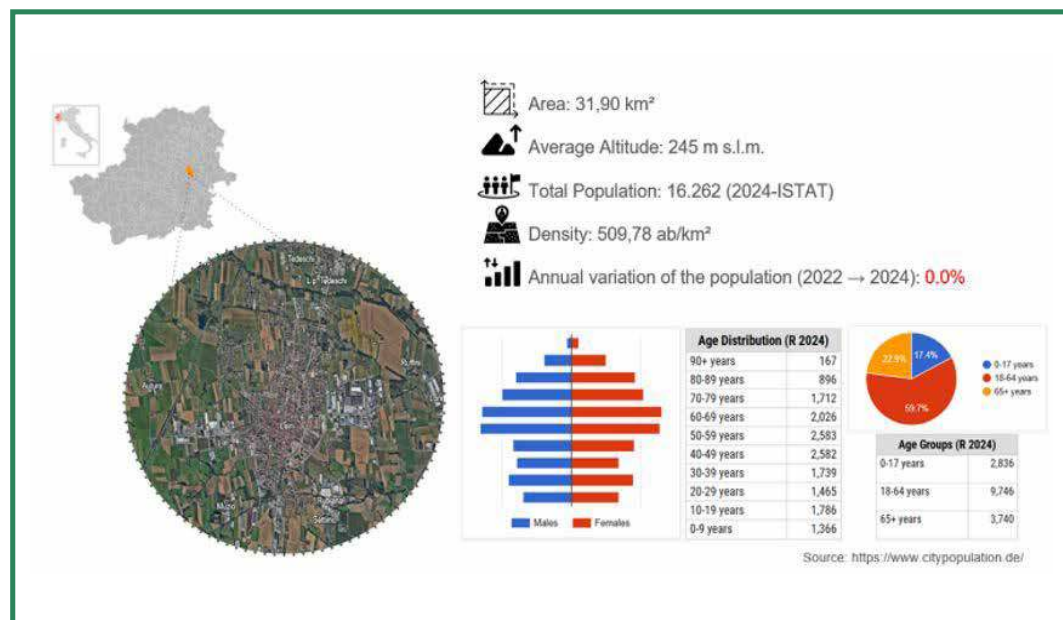 Area: 31,90 km²
Average Altitude: 245 m s.l.m.
Total Population: 16.262 (2024-ISTAT)
Density: 509,78 ab/km²
Annual variation of the population (2022 → 2024): 0.0%
Tedeschi
Tedeschi
Age Distribution (R 2024)
90+ years 167
80-89 years 896
70-79 years 1,712
60-69 years 2,026
50-59 years 2,583
40-49 years 2,582
30-39 years 1,739
20-29 years 1,465
10-19 years 1,786
0-9 years 1,366
Males Females
22.9% 17.4%
59.7%
0-17 years
18-64 years
65+ years
Age Groups (R 2024)
0-17 years 2,836
18-64 years 9,746
65+ years 3,740
Source: https://www.citypopulation.de/